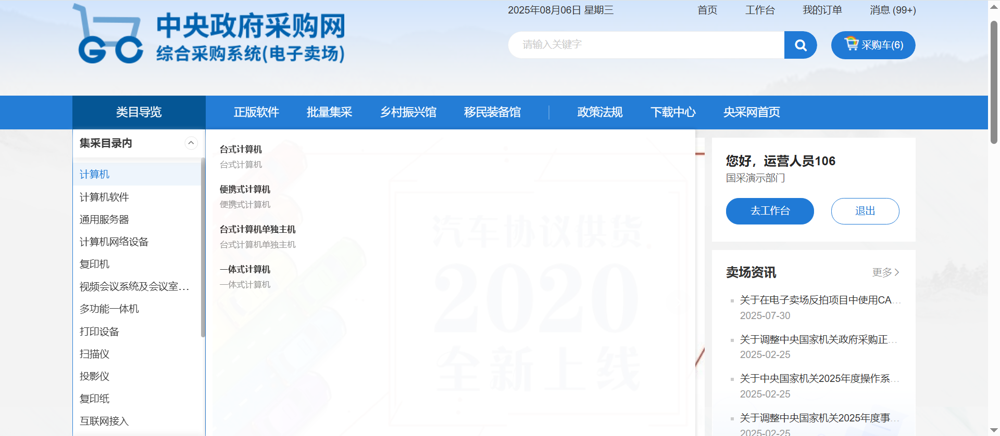 中央政府采购网
综合采购系统(电子卖场)
2025年08月06日 星期三
首页
工作台
我的订单
消息 (99+)
请输入关键字
采购车(6)
类目导览
正版软件
批量集采
乡村振兴馆
移民装备馆
政策法规
下载中心
央采网首页
集采目录内
计算机
计算机软件
通用服务器
计算机网络设备
复印机
视频会议系统及会议室...
多功能一体机
打印设备
扫描仪
投影仪
复印纸
互联网接入
台式计算机
台式计算机
便携式计算机
便携式计算机
台式计算机单独主机
台式计算机单独主机
一体式计算机
一体式计算机
汽车协议供货
2020
全新上线
您好，运营人员106
国采演示部门
去工作台
退出
卖场资讯
更多
关于在电子卖场反拍项目中使用CA...
2025-07-30
关于调整中央国家机关政府采购正...
2025-02-25
关于中央国家机关2025年度操作系...
2025-02-25
关于调整中央国家机关2025年度事...
2025-02-25